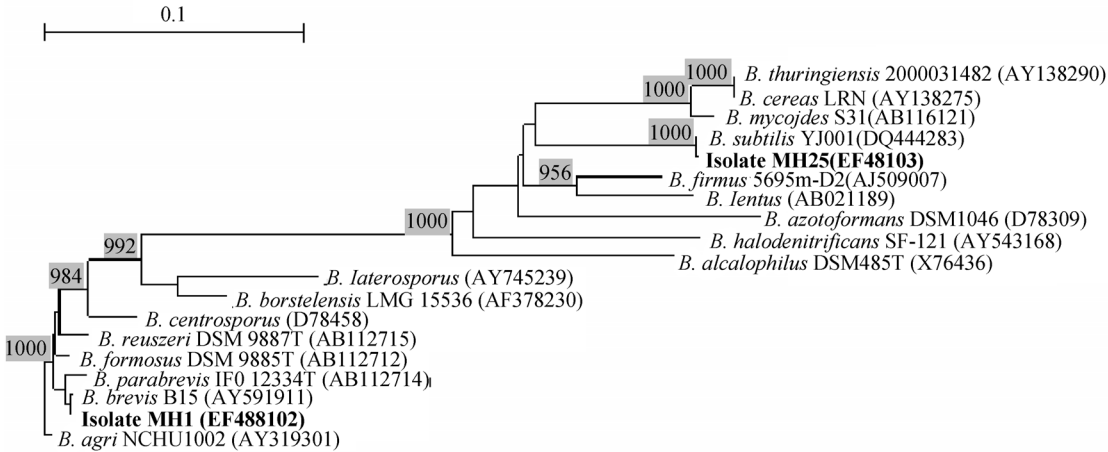 0.1
1000
B. thuringiensis 2000031482 (AY138290)
1000
B. cereas LRN (AY138275)
B. mycojdes S31(AB116121)
1000
B. subtilis YJ001(DQ444283)
Isolate MH25(EF48103)
956
B. firmus 5695m-D2(AJ509007)
B. lentus (AB021189)
1000
B. azotoformans DSM1046 (D78309)
992
B. halodenitrificans SF-121 (AY543168)
B. alcalophilus DSM485T (X76436)
984
B. laterosporus (AY745239)
B. borstelensis LMG 15536 (AF378230)
B. centrosporus (D78458)
B. reuszeri DSM 9887T (AB112715)
1000
B. formosus DSM 9885T (AB112712)
B. parabrevis IF0 12334T (AB112714)
B. brevis B15 (AY591911)
Isolate MH1 (EF488102)
B. agri NCHU1002 (AY319301)